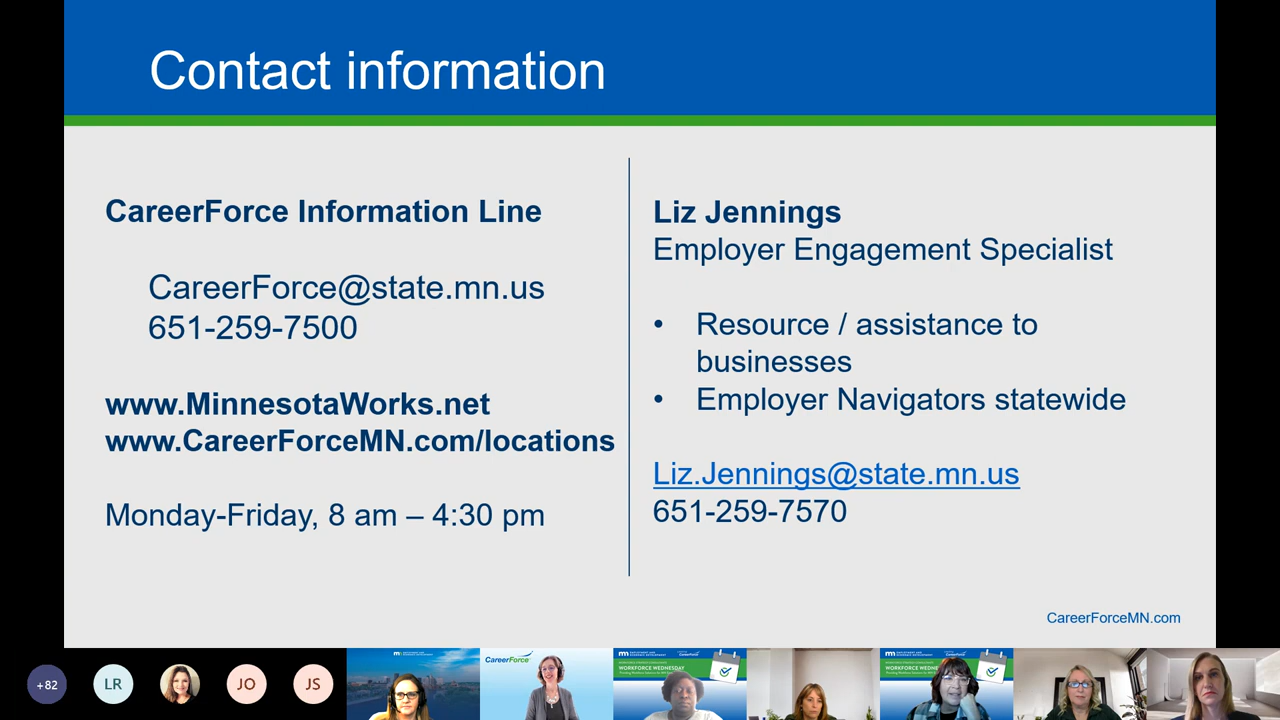 Contact information
CareerForce Information Line
CareerForce@state.mn.us
651-259-7500
www.MinnesotaWorks.net
www.CareerForceMN.com/locations
Monday-Friday, 8 am – 4:30 pm
Liz Jennings
Employer Engagement Specialist
• Resource / assistance to
businesses
• Employer Navigators statewide
Liz.Jennings@state.mn.us
651-259-7570
CareerForceMN.com
+82
LR
JO
JS
CareerForce
WORKFORCE WEDNESDAY
WORKFORCE WEDNE